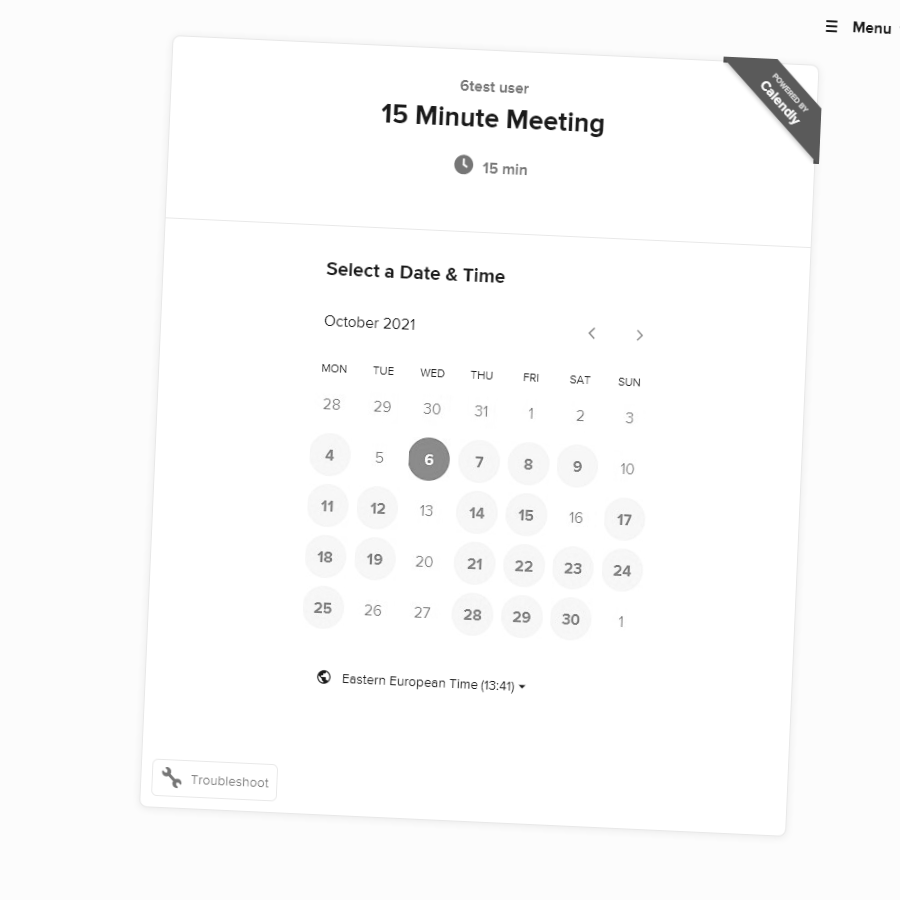 Menu
6test user
15 Minute Meeting
15 min
POWERED BY
Calendly
Select a Date & Time
October 2021
MON TUE WED THU FRI SAT SUN
28 29 30 31 1 2 3
4 5 6 7 8 9 10
11 12 13 14 15 16 17
18 19 20 21 22 23 24
25 26 27 28 29 30 1
Eastern European Time (13:41)
Troubleshoot